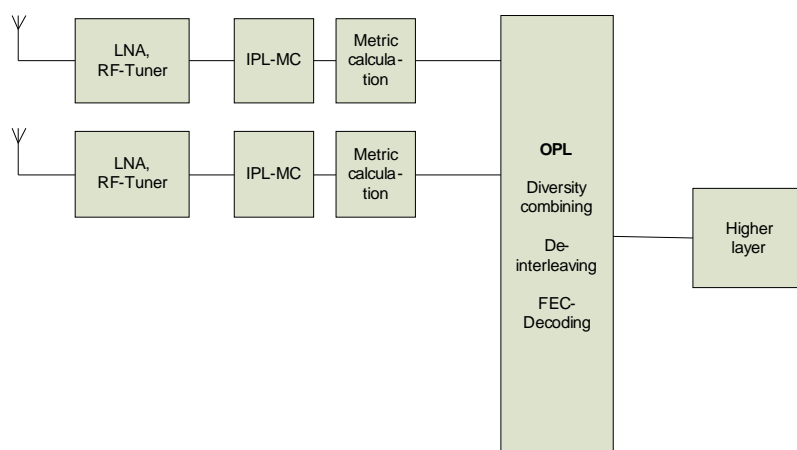 LNA,
RF-Tuner
IPL-MC
Metric
calcula-
tion
LNA,
RF-Tuner
IPL-MC
Metric
calcula-
tion
OPL
Diversity
combining
De-
interleaving
FEC-
Decoding
Higher
layer